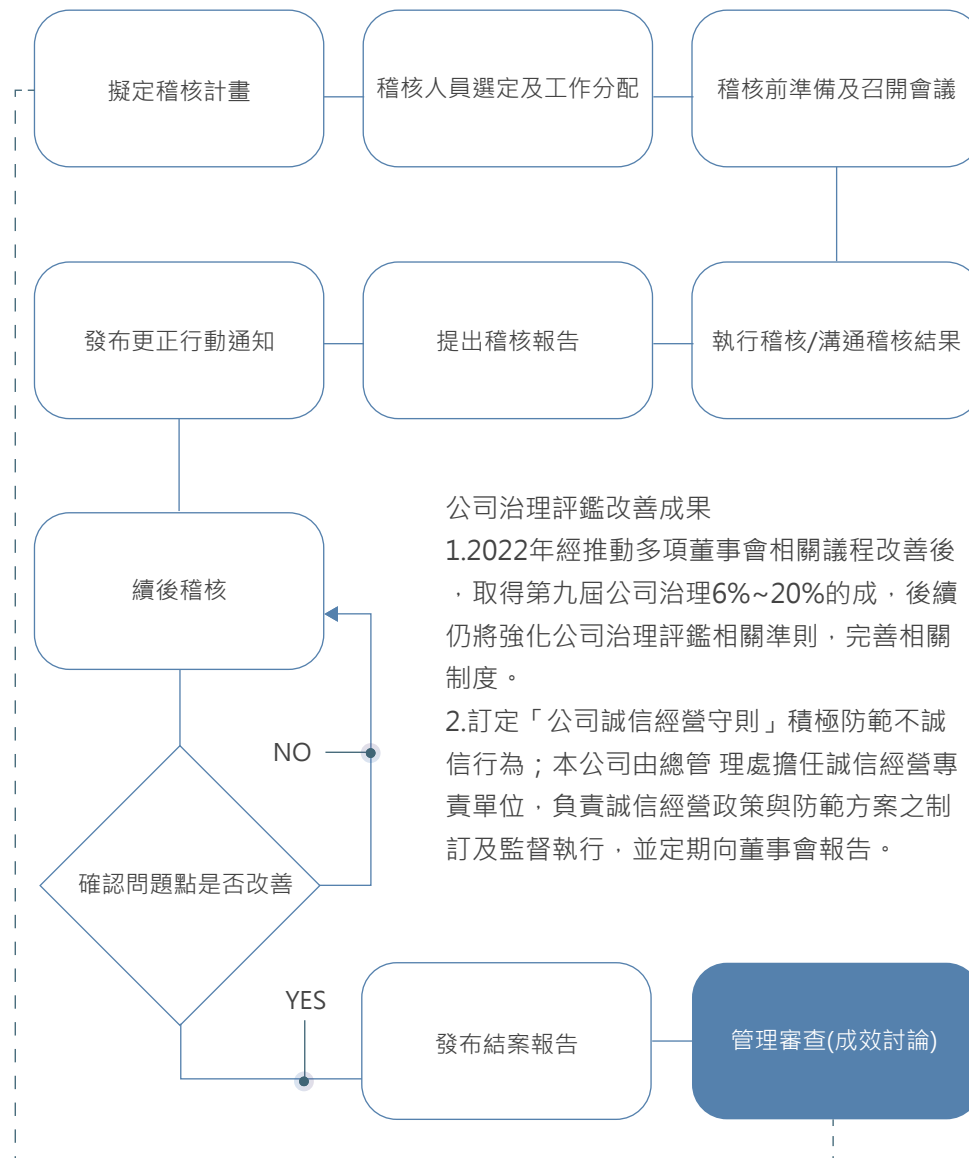 擬定稽核計畫
稽核人員選定及工作分配
稽核前準備及召開會議
發布更正行動通知
提出稽核報告
執行稽核/溝通稽核結果
續後稽核
公司治理評鑑改善成果
1.2022年經推動多項董事會相關議程改善後
，取得第九屆公司治理6%~20%的成，後續
仍將強化公司治理評鑑相關準則，完善相關
制度。
2.訂定「公司誠信經營守則」積極防範不誠
信行為；本公司由總管 理處擔任誠信經營專
責單位，負責誠信經營政策與防範方案之制
訂及監督執行，並定期向董事會報告。
NO
確認問題點是否改善
YES
發布結案報告
管理審查(成效討論)